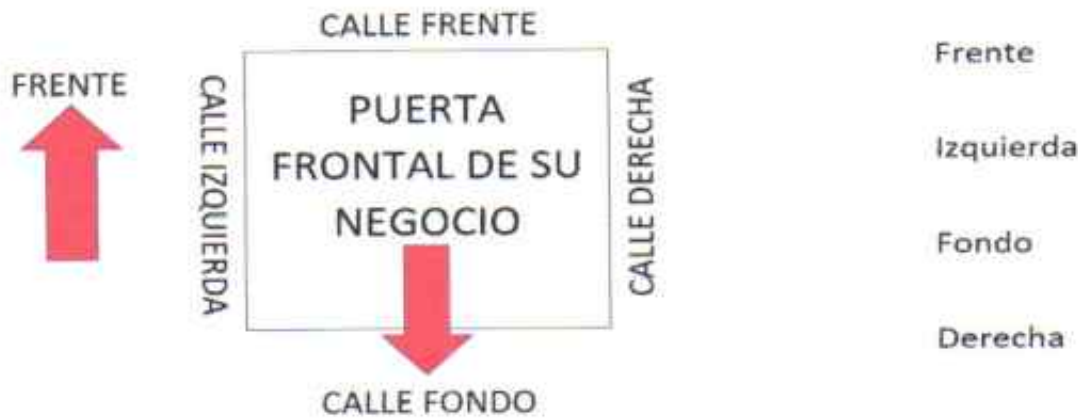 CALLE FRENTE
FRENTE
CALLE IZQUIERDA
PUERTA
FRONTAL DE SU
NEGOCIO
CALLE DERECHA
CALLE FONDO
Frente
Izquierda
Fondo
Derecha